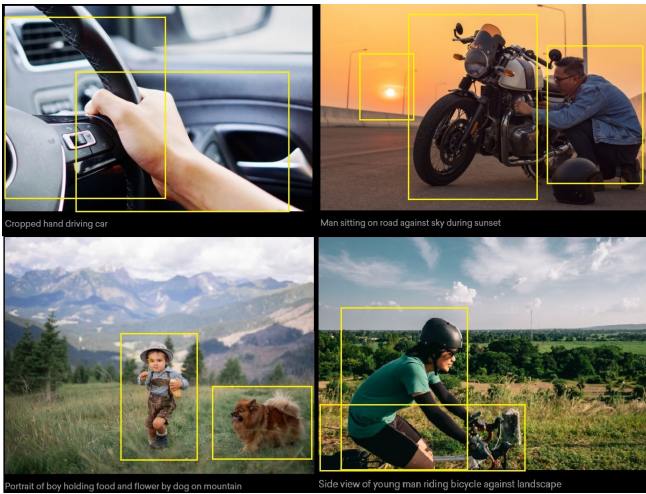 Cropped hand driving car
Man sitting on road against sky during sunset
Portrait of boy holding food and flower by dog on mountain
Side view of young man riding bicycle against landscape